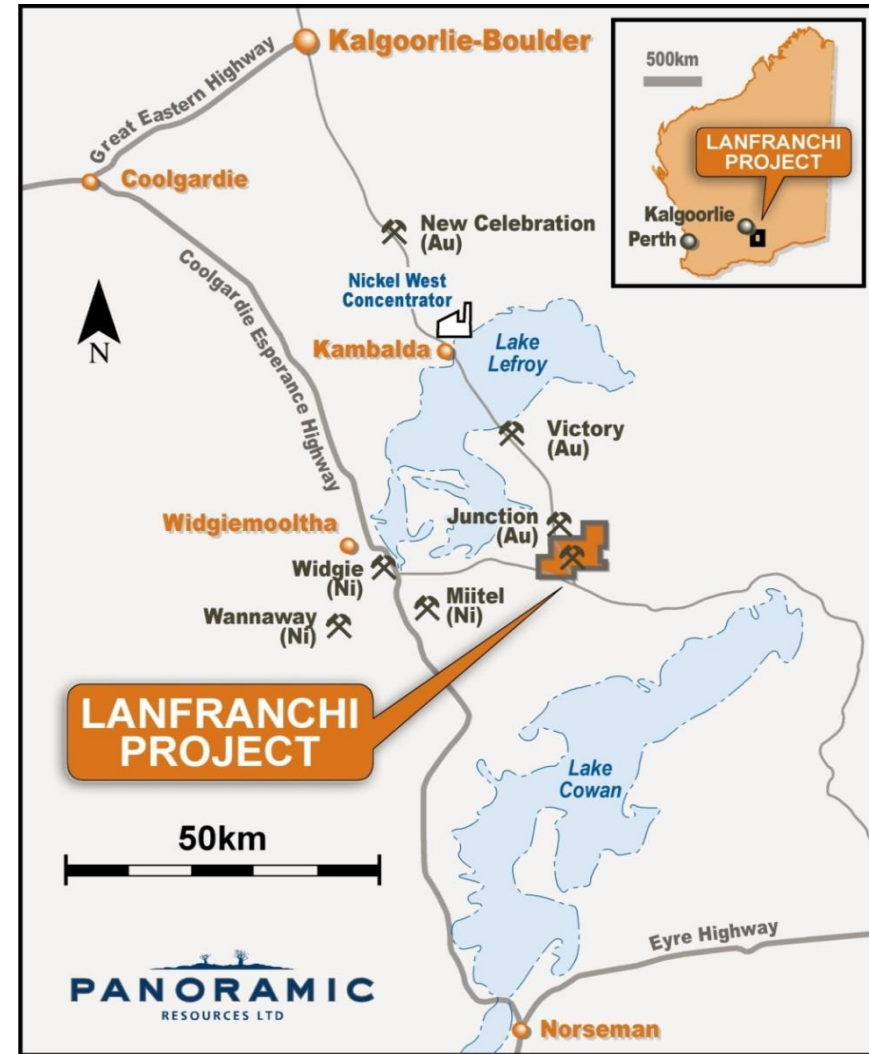 Kalgoorlie-Boulder
Great Eastern Highway
Coolgardie
500km
LANFRANCHI
PROJECT
Kalgoorlie
Perth
New Celebration
(Au)
Nickel West
Concentrator
Coolgardie Esperance Highway
N
Kambalda
Lake
Lefroy
Victory
(Au)
Widgiemooltha
Junction
(Au)
Widgie
(Ni)
Miitel
(Ni)
Wannaway
(Ni)
LANFRANCHI
PROJECT
Lake
Cowan
50km
Eyre Highway
PANORAMIC
RESOURCES LTD
Norseman